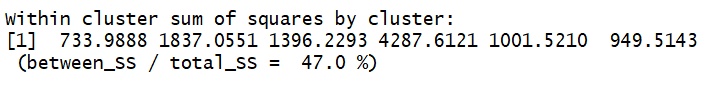 Within cluster sum of squares by cluster:
[1]  733.9888 1837.0551 1396.2293 4287.6121 1001.5210  949.5143
 (between_SS / total_SS =  47.0 %)